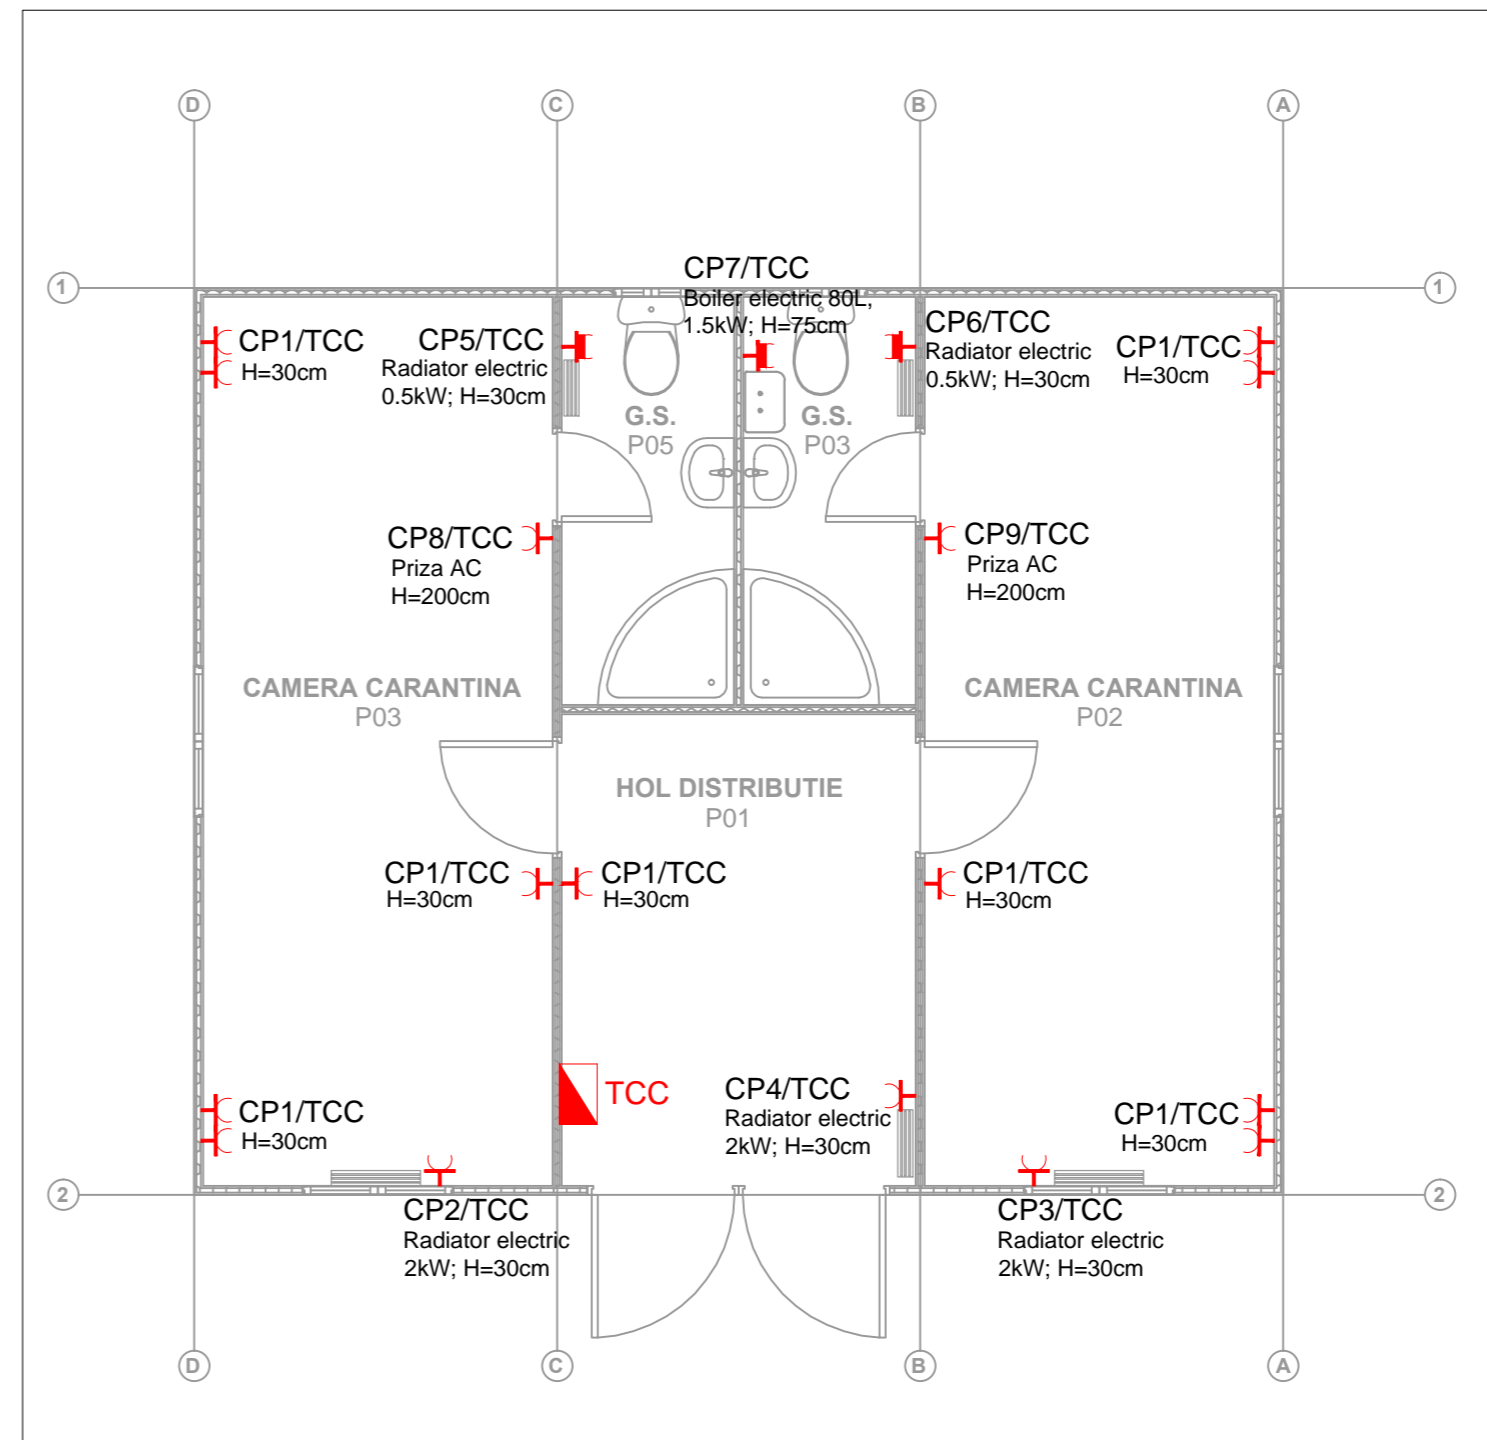 D
C
B
A
1
1
CP7/TCC
Boiler electric 80L,
1.5kW; H=75cm
CP1/TCC
H=30cm
CP5/TCC
Radiator electric
0.5kW; H=30cm
CP6/TCC
Radiator electric
0.5kW; H=30cm
CP1/TCC
H=30cm
G.S.
P05
G.S.
P03
CP8/TCC
Priza AC
H=200cm
CP9/TCC
Priza AC
H=200cm
CAMERA CARANTINA
P03
CAMERA CARANTINA
P02
HOL DISTRIBUTIE
P01
CP1/TCC
H=30cm
CP1/TCC
H=30cm
CP1/TCC
H=30cm
TCC
CP4/TCC
Radiator electric
2kW; H=30cm
CP1/TCC
H=30cm
CP1/TCC
H=30cm
2
2
CP2/TCC
Radiator electric
2kW; H=30cm
CP3/TCC
Radiator electric
2kW; H=30cm
D
C
B
A